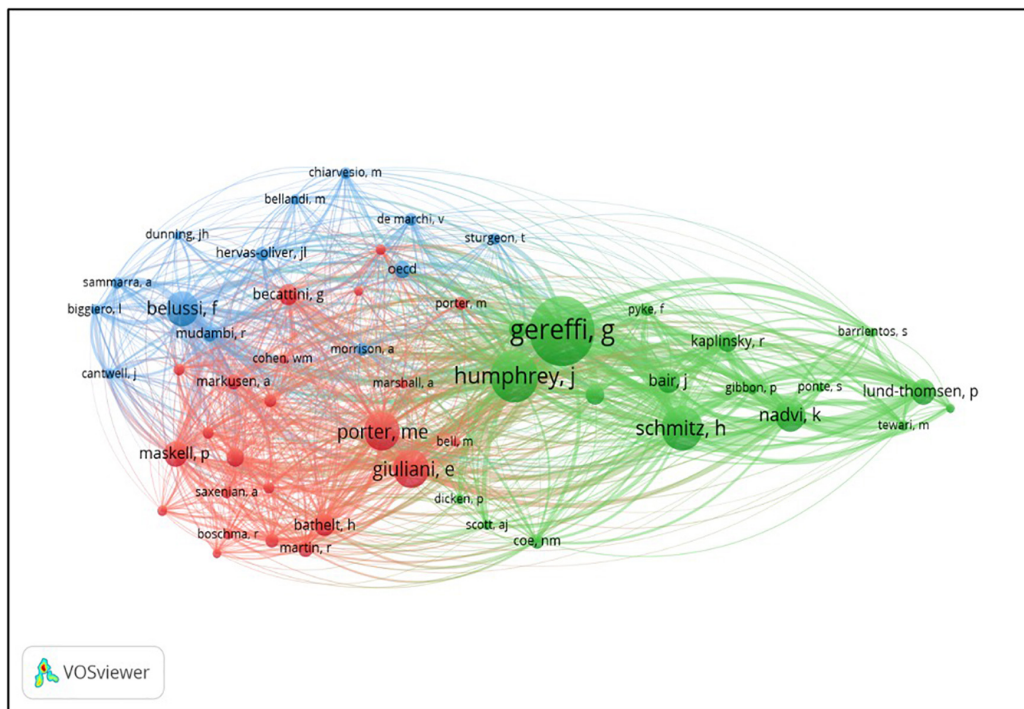 chiarvesio, m
bellandi, m
de marchi, v
dunning, jh
sturgeon, t
hervas-oliver, jl
oecd
sammarra, a
becattini, g
biggiero, l
belussi, f
porter, m
pyke, f
gereffi, g
mudambi, r
barrientos, s
kaplinsky, r
morrison, a
cohen, wm
cantwell, j
markusen, a
marshall, a
humphrey, j
bair, j
gibbon, p
ponte, s
lund-thomsen, p
nadvi, k
tewari, m
schmitz, h
porter, me
bell, m
maskell, p
giuliani, e
saxenian, a
dicken, p
scott, aj
bathelt, h
boschma, r
coe, nm
martin, r
VOSviewer